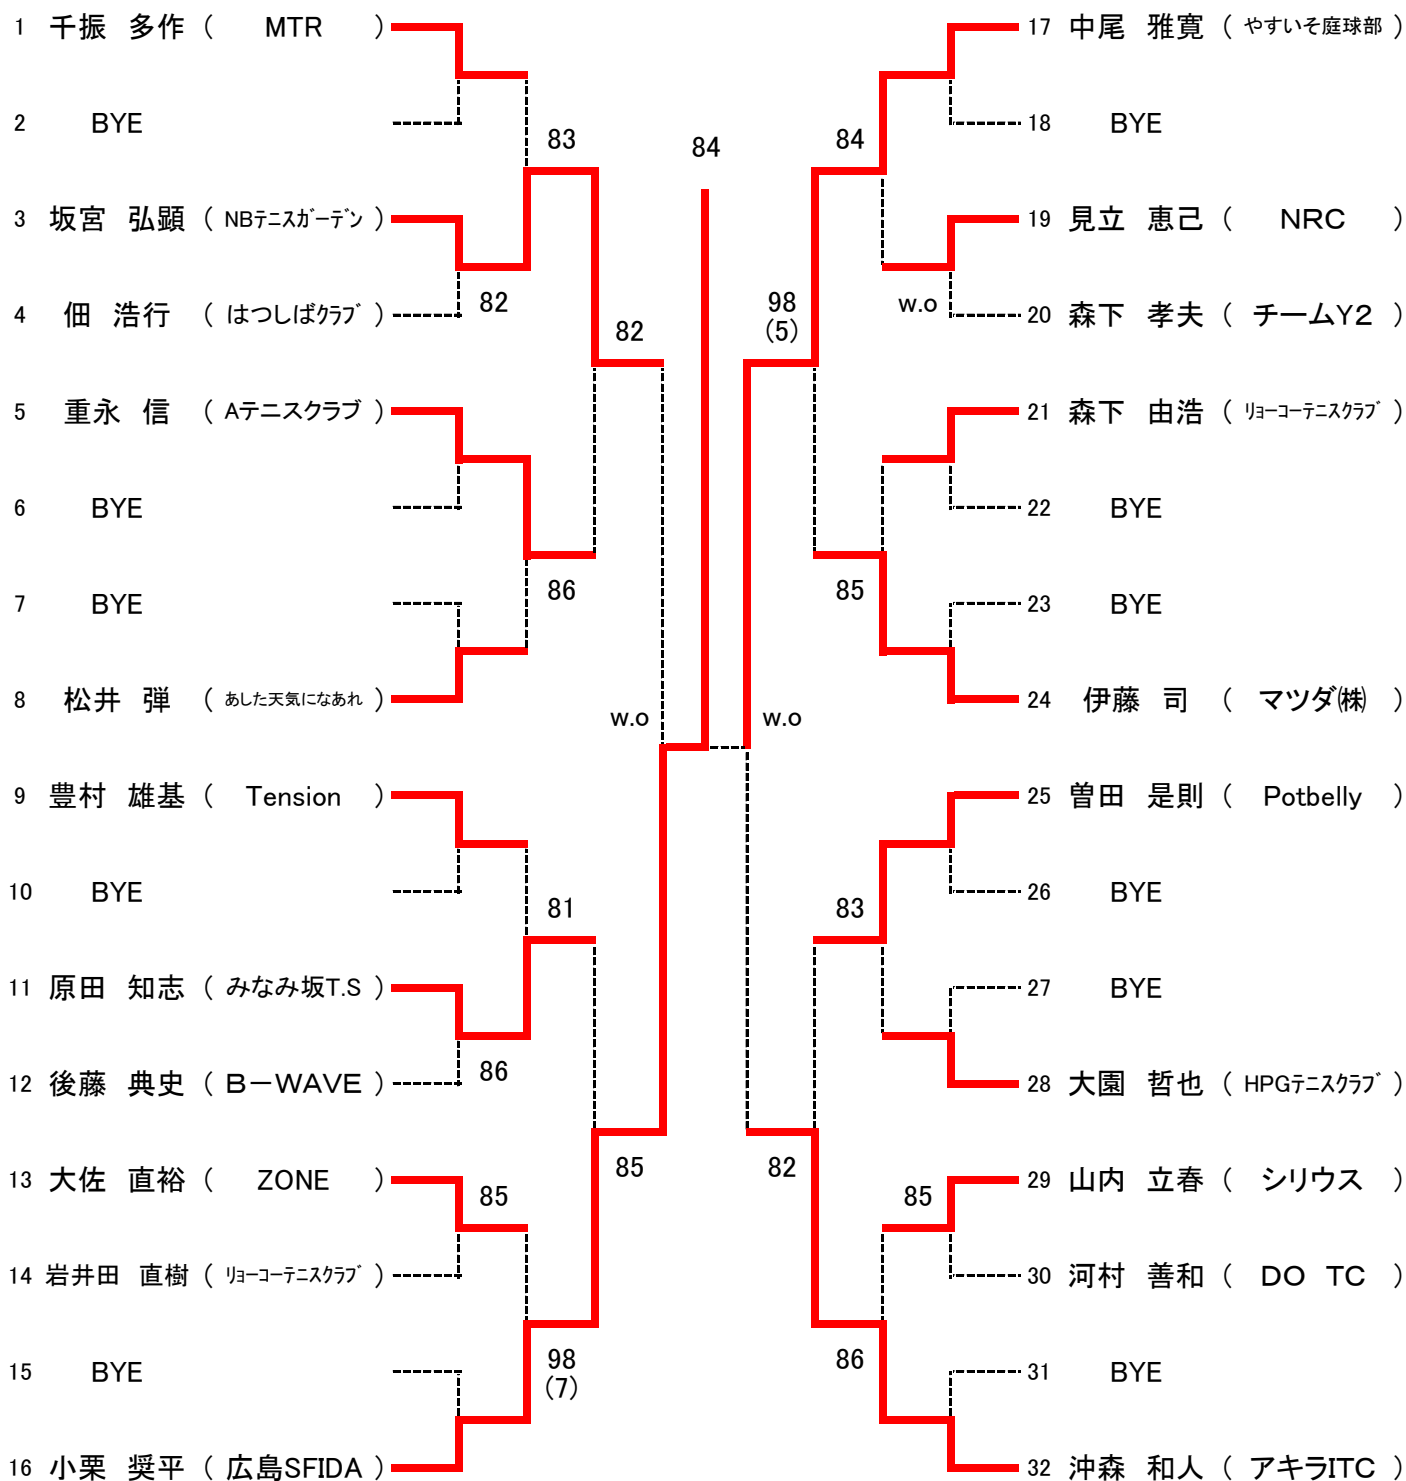 1 千振 多作 ( MTR )
2 BYE
83
3 坂宮 弘顕 ( NBテニスガーデン )
82
4 佃 浩行 ( はつしばクラブ )
82
5 重永 信 ( Aテニスクラブ )
6 BYE
86
7 BYE
8 松井 弾 ( あした天気になあれ )
w.o
9 豊村 雄基 ( Tension )
10 BYE
81
11 原田 知志 ( みなみ坂T.S )
86
12 後藤 典史 ( B-WAVE )
85
13 大佐 直裕 ( ZONE )
85
14 岩井田 直樹 ( リョーコーテニスクラブ )
15 BYE
98
(7)
16 小栗 奨平 ( 広島SFIDA )
84
17 中尾 雅寛 ( やすいそ庭球部 )
18 BYE
84
19 見立 恵己 ( NRC )
w.o
20 森下 孝夫 ( チームY2 )
98
(5)
21 森下 由浩 ( リョーコーテニスクラブ )
22 BYE
85
23 BYE
24 伊藤 司 ( マツダ㈱ )
w.o
25 曽田 是則 ( Potbelly )
26 BYE
83
27 BYE
28 大園 哲也 ( HPGテニスクラブ )
82
29 山内 立春 ( シリウス )
85
30 河村 善和 ( DO TC )
86
31 BYE
32 沖森 和人 ( アキラITC )